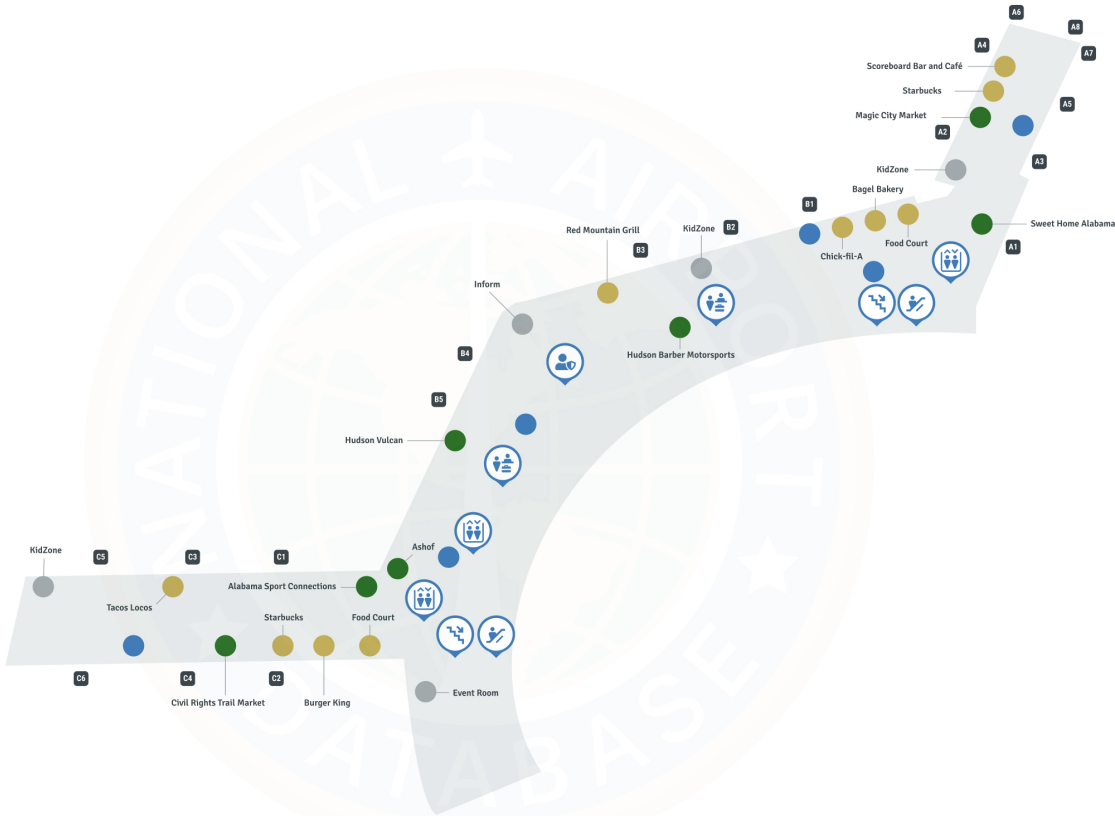 A6
A8
A4
A7
Scoreboard Bar and Café
Starbucks
A5
Magic City Market
A2
A3
KidZone
Bagel Bakery
B1
Sweet Home Alabama
Red Mountain Grill
KidZone
B2
Food Court
A1
B3
Chick-fil-A
Inform
B4
Hudson Barber Motorsports
B5
Hudson Vulcan
Ashof
KidZone
C5
C3
C1
Alabama Sport Connections
Tacos Locos
Starbucks
Food Court
C6
C4
C2
Event Room
Civil Rights Trail Market
Burger King
NATIONAL AIRPORT
DATABASE